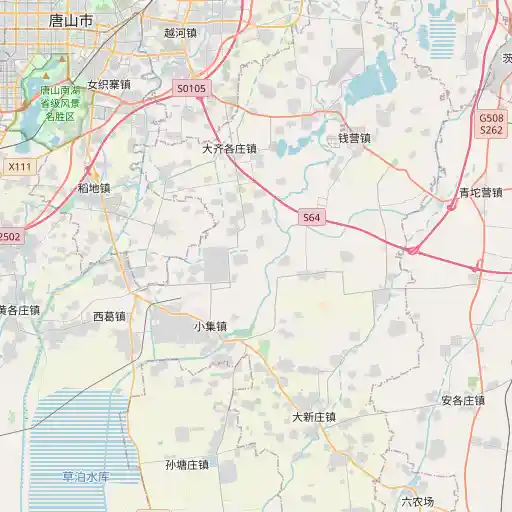 唐山市
越河镇
茨
女织寨镇
S0105
唐山南湖
省级风景
名胜区
G508
S262
大齐各庄镇
钱营镇
X111
稻地镇
青坨营镇
S64
2502
黄各庄镇
西葛镇
小集镇
安各庄镇
大新庄镇
孙塘庄镇
草泊水库
六农场